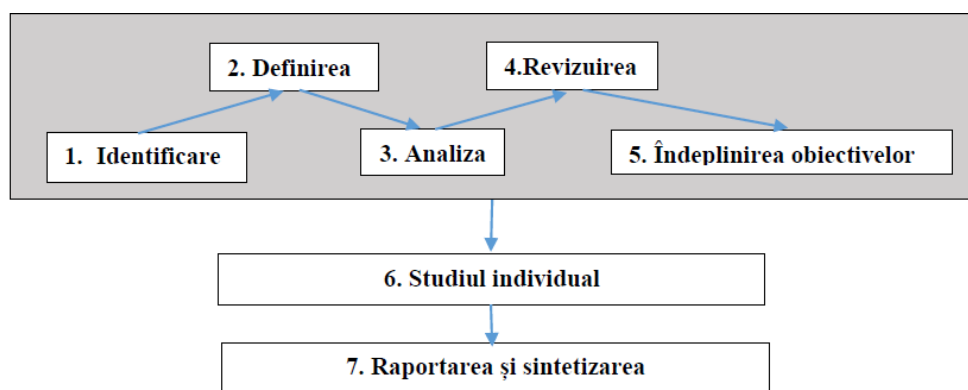 1. Identificare
2. Definirea
3. Analiza
4.Revizuirea
5. Îndeplinirea obiectivelor
6. Studiul individual
7. Raportarea și sintetizarea